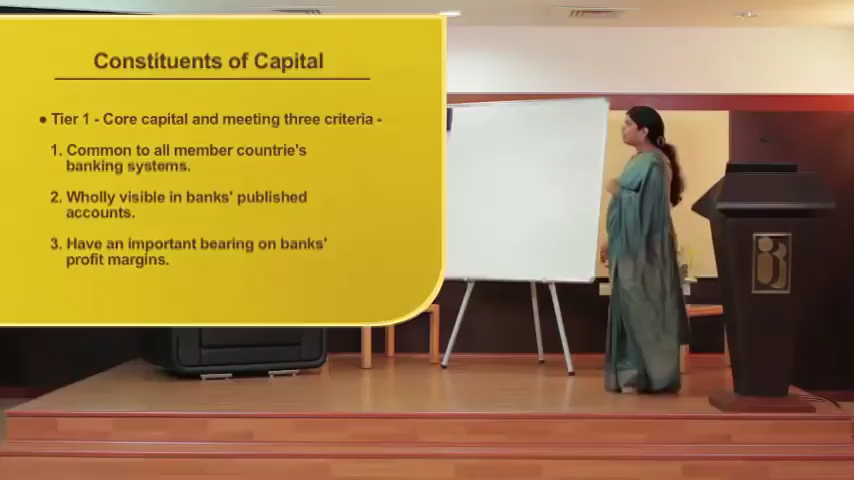 Constituents of Capital
• Tier 1 - Core capital and meeting three criteria -
1. Common to all member countrie's
banking systems.
2. Wholly visible in banks' published
accounts.
3. Have an important bearing on banks'
profit margins.